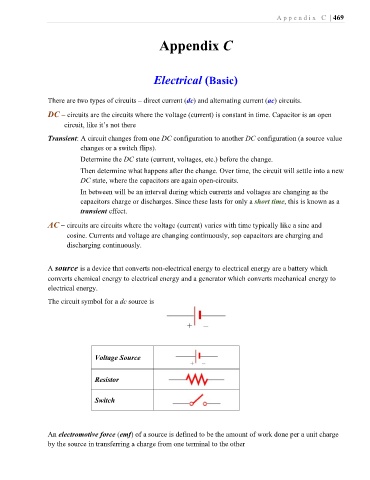 Appendix C | 469
Appendix C
Electrical (Basic)
There are two types of circuits – direct current (dc) and alternating current (ac) circuits.
DC – circuits are the circuits where the voltage (current) is constant in time. Capacitor is an open
circuit, like it's not there
Transient: A circuit changes from one DC configuration to another DC configuration (a source value
changes or a switch flips).
Determine the DC state (current, voltages, etc.) before the change.
Then determine what happens after the change. Over time, the circuit will settle into a new
DC state, where the capacitors are again open-circuits.
In between will be an interval during which currents and voltages are changing as the
capacitors charge or discharges. Since these lasts for only a short time, this is known as a
transient effect.
AC – circuits are circuits where the voltage (current) varies with time typically like a sine and
cosine. Currents and voltage are changing continuously, sop capacitors are charging and
discharging continuously.
A source is a device that converts non-electrical energy to electrical energy are a battery which
converts chemical energy to electrical energy and a generator which converts mechanical energy to
electrical energy.
The circuit symbol for a dc source is
+ –
Voltage Source
+ –
Resistor
Switch
An electromotive force (emf) of a source is defined to be the amount of work done per a unit charge
by the source in transferring a charge from one terminal to the other.